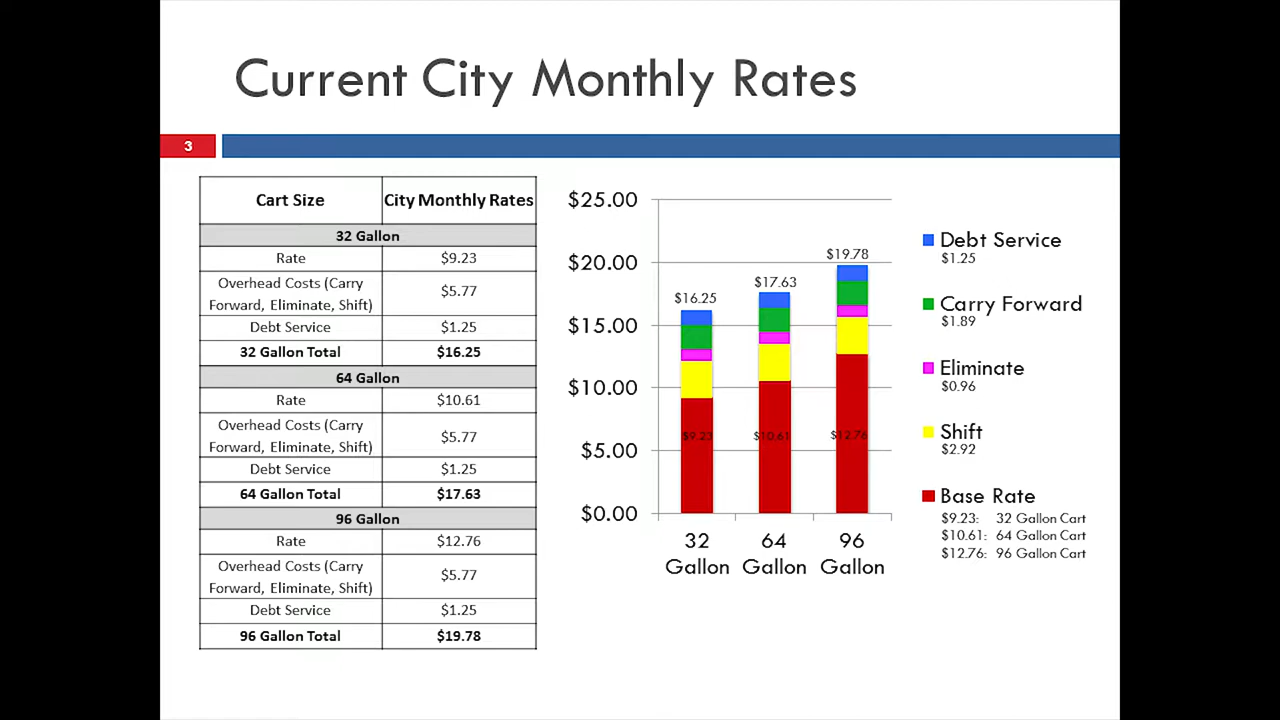 Current City Monthly Rates
3
Cart Size City Monthly Rates
32 Gallon
Rate $9.23
Overhead Costs (Carry
Forward, Eliminate, Shift) $5.77
Debt Service $1.25
32 Gallon Total $16.25
64 Gallon
Rate $10.61
Overhead Costs (Carry
Forward, Eliminate, Shift) $5.77
Debt Service $1.25
64 Gallon Total $17.63
96 Gallon
Rate $12.76
Overhead Costs (Carry
Forward, Eliminate, Shift) $5.77
Debt Service $1.25
96 Gallon Total $19.78
$25.00
$20.00
$15.00
$10.00
$5.00
$0.00
$16.25
$17.63
$19.78
$9.23
$10.61
$12.76
32
Gallon
64
Gallon
96
Gallon
Debt Service
$1.25
Carry Forward
$1.89
Eliminate
$0.96
Shift
$2.92
Base Rate
$9.23: 32 Gallon Cart
$10.61: 64 Gallon Cart
$12.76: 96 Gallon Cart